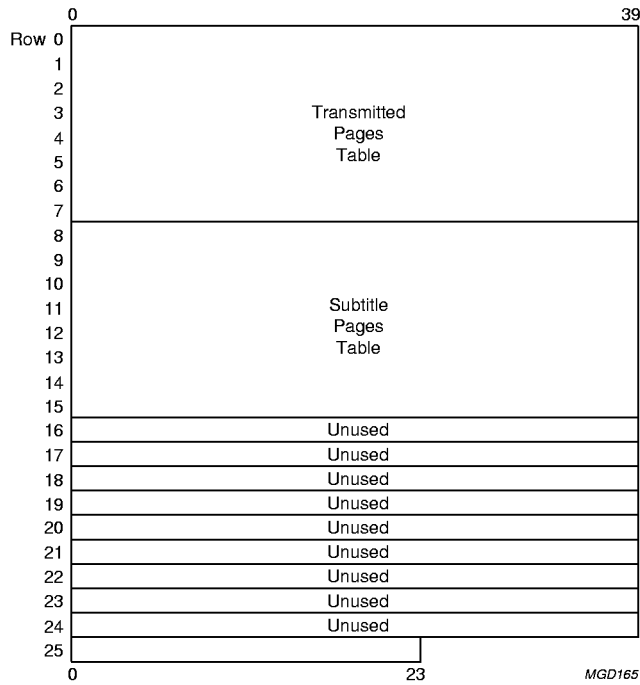 0 39
Row 0
1
2
3
4
5
6
7
Transmitted
Pages
Table
8
9
10
11
12
13
14
15
Subtitle
Pages
Table
16 Unused
17 Unused
18 Unused
19 Unused
20 Unused
21 Unused
22 Unused
23 Unused
24 Unused
25
0 23 MGD165